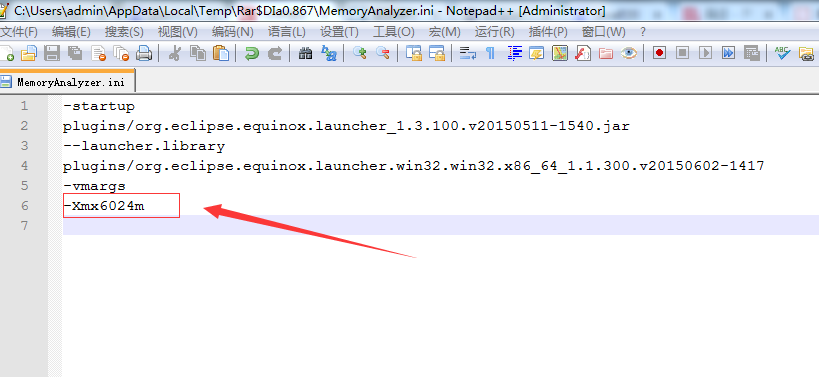 C:\Users\admin\AppData\Local\Temp\Rar$DIa0.867\MemoryAnalyzer.ini - Notepad++ [Administrator]
文件(F) 编辑(E) 搜索(S) 视图(V) 编码(N) 语言(L) 设置(T) 工具(O) 宏(M) 运行(R) 插件(P) 窗口(W) ?
MemoryAnalyzer.ini
1 -startup
2 plugins/org.eclipse.equinox.launcher_1.3.100.v20150511-1540.jar
3 --launcher.library
4 plugins/org.eclipse.equinox.launcher.win32.win32.x86_64_1.1.300.v20150602-1417
5 -vmargs
6 -Xmx6024m
7